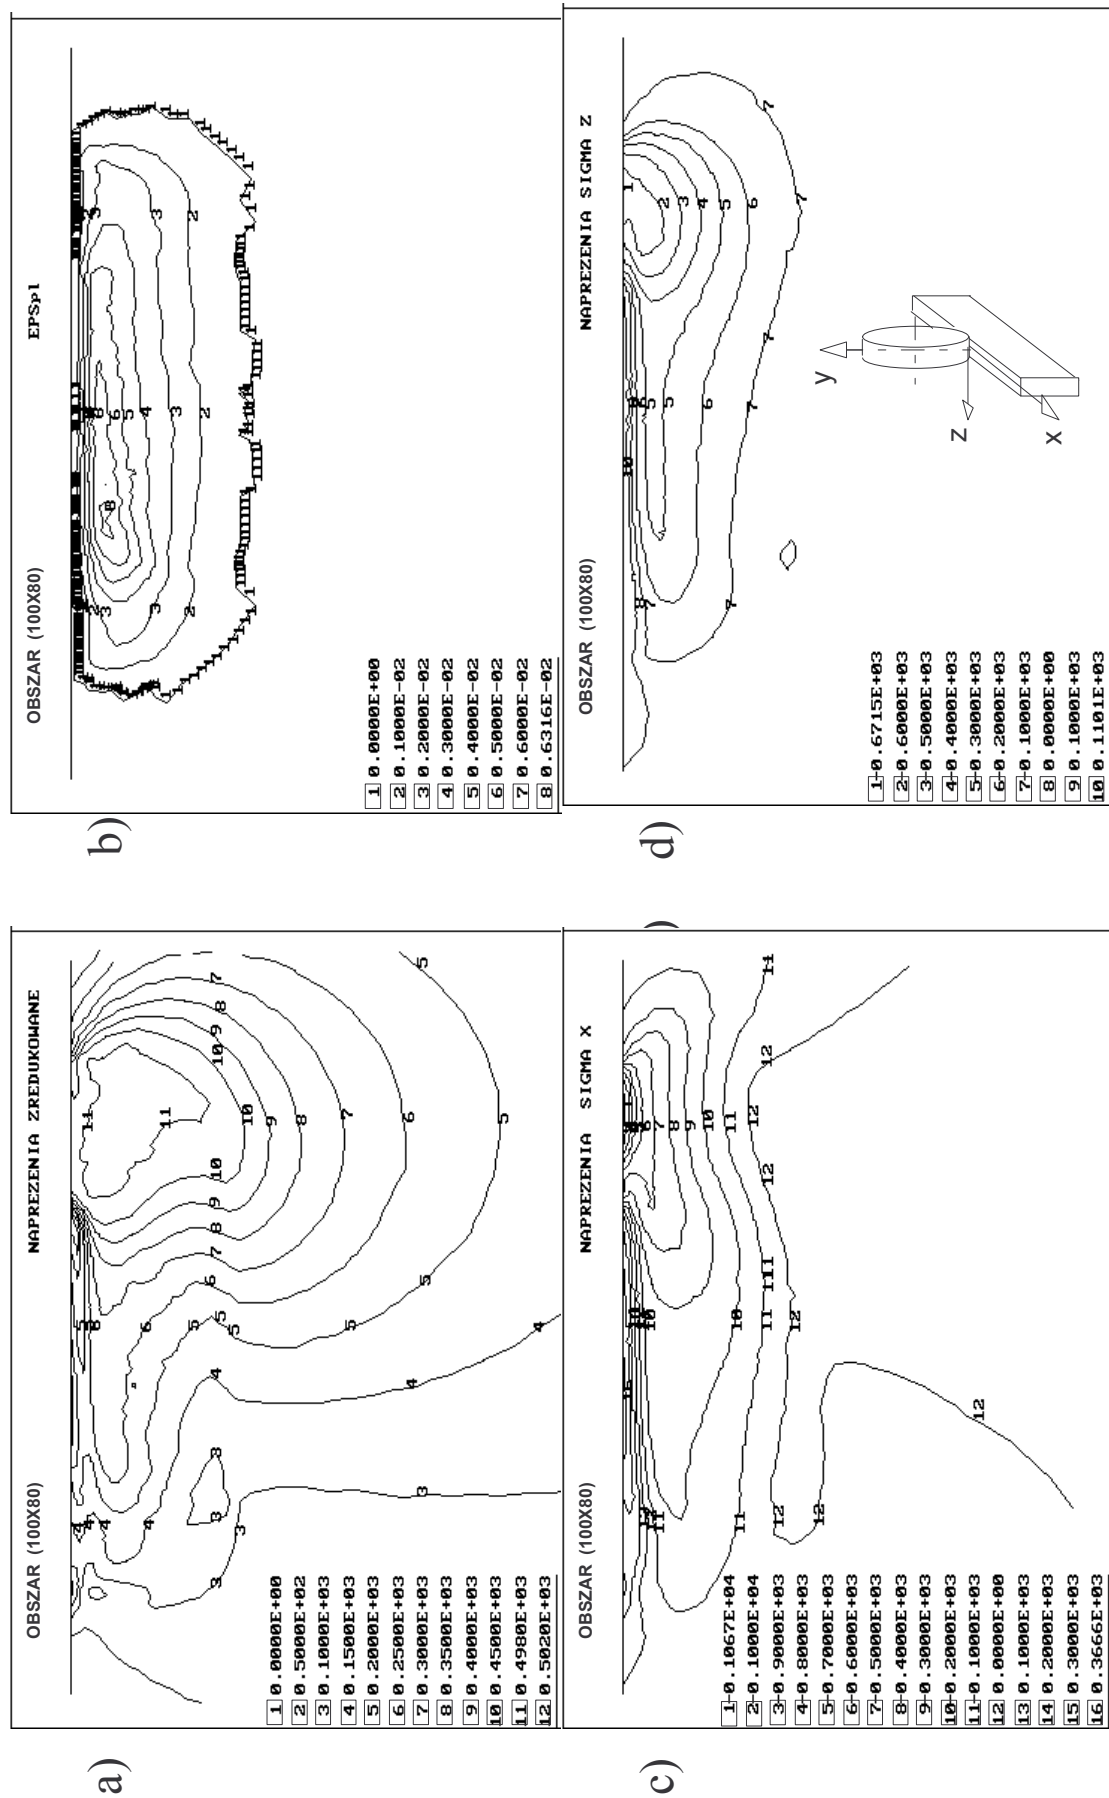 a)
OBSZAR (100X80)
NAPREZENIA ZREDUKOWANE
1 0.0000E+00
2 0.5000E+02
3 0.1000E+03
4 0.1500E+03
5 0.2000E+03
6 0.2500E+03
7 0.3000E+03
8 0.3500E+03
9 0.4000E+03
10 0.4500E+03
11 0.4980E+03
12 0.5020E+03
b)
OBSZAR (100X80)
EPSpl
1 0.0000E+00
2 0.1000E-02
3 0.2000E-02
4 0.3000E-02
5 0.4000E-02
6 0.5000E-02
7 0.6000E-02
8 0.6316E-02
c)
OBSZAR (100X80)
NAPREZENIA SIGMA X
1-0.1067E+04
2-0.1000E+04
3-0.9000E+03
4-0.8000E+03
5-0.7000E+03
6-0.6000E+03
7-0.5000E+03
8-0.4000E+03
9-0.3000E+03
10-0.2000E+03
11-0.1000E+03
12 0.0000E+00
13 0.1000E+03
14 0.2000E+03
15 0.3000E+03
16 0.3666E+03
)
d)
OBSZAR (100X80)
NAPREZENIA SIGMA Z
1-0.6715E+03
2-0.6000E+03
3-0.5000E+03
4-0.4000E+03
5-0.3000E+03
6-0.2000E+03
7-0.1000E+03
8 0.0000E+00
9 0.1000E+03
10 0.1101E+03
y
z
x